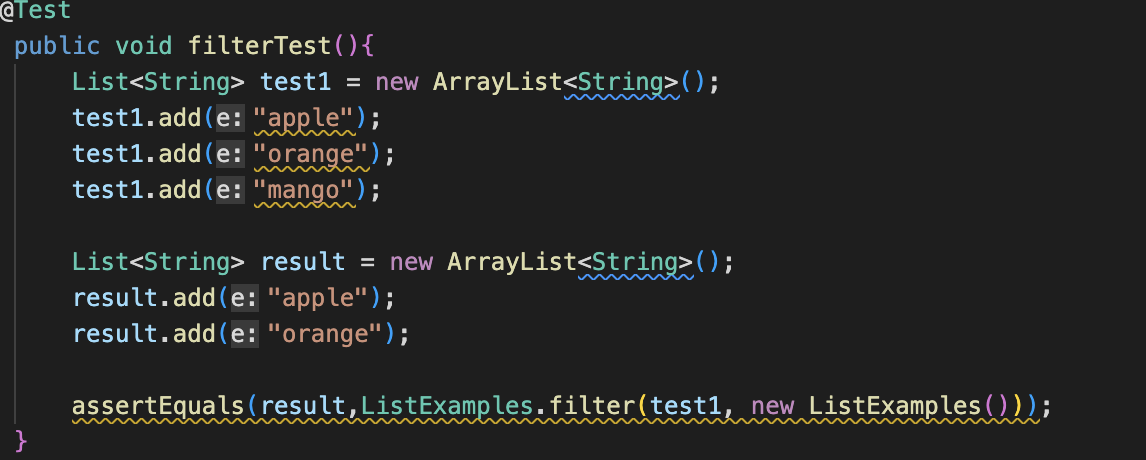 @Test
public void filterTest(){
List<String> test1 = new ArrayList<String>();
test1.add(e: "apple");
test1.add(e: "orange");
test1.add(e: "mango");
List<String> result = new ArrayList<String>();
result.add(e: "apple");
result.add(e: "orange");
assertEquals(result,ListExamples.filter(test1, new ListExamples()));
}